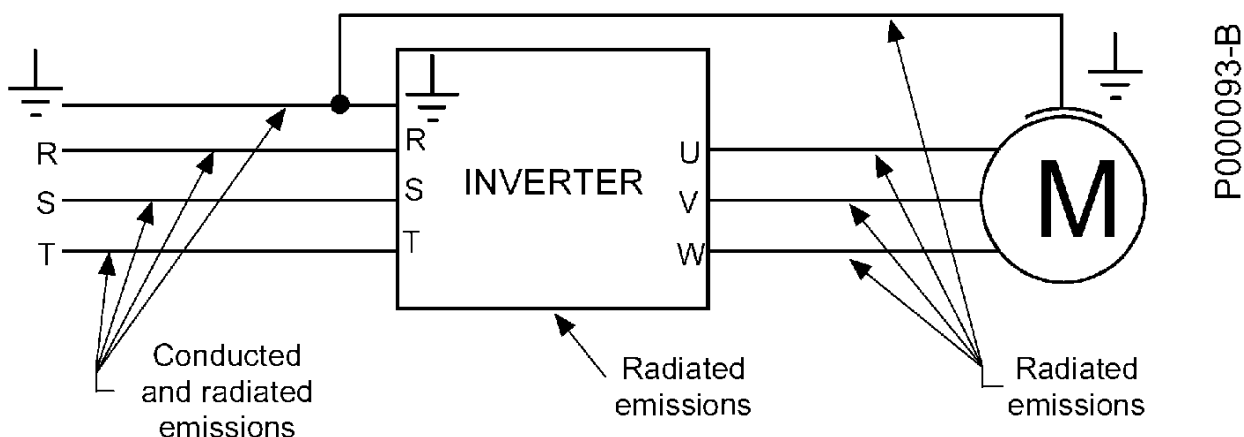 P000093-B
R
S
T
R
S
T
INVERTER
U
V
W
M
Conducted
and radiated
emissions
Radiated
emissions
Radiated
emissions